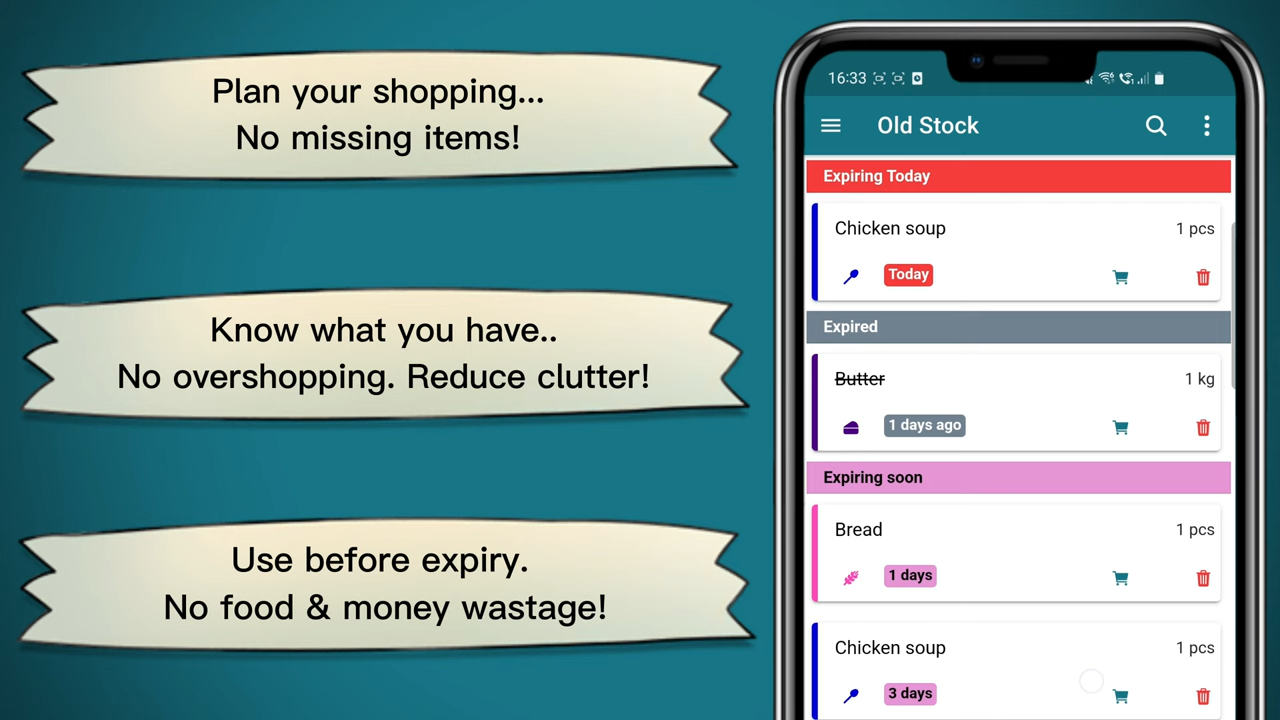 Plan your shopping...
No missing items!
Know what you have..
No overshopping. Reduce clutter!
Use before expiry.
No food & money wastage!
16:33
Old Stock
Expiring Today
Chicken soup 1 pcs
Today
Expired
Butter 1 kg
1 days ago
Expiring soon
Bread 1 pcs
1 days
Chicken soup 1 pcs
3 days